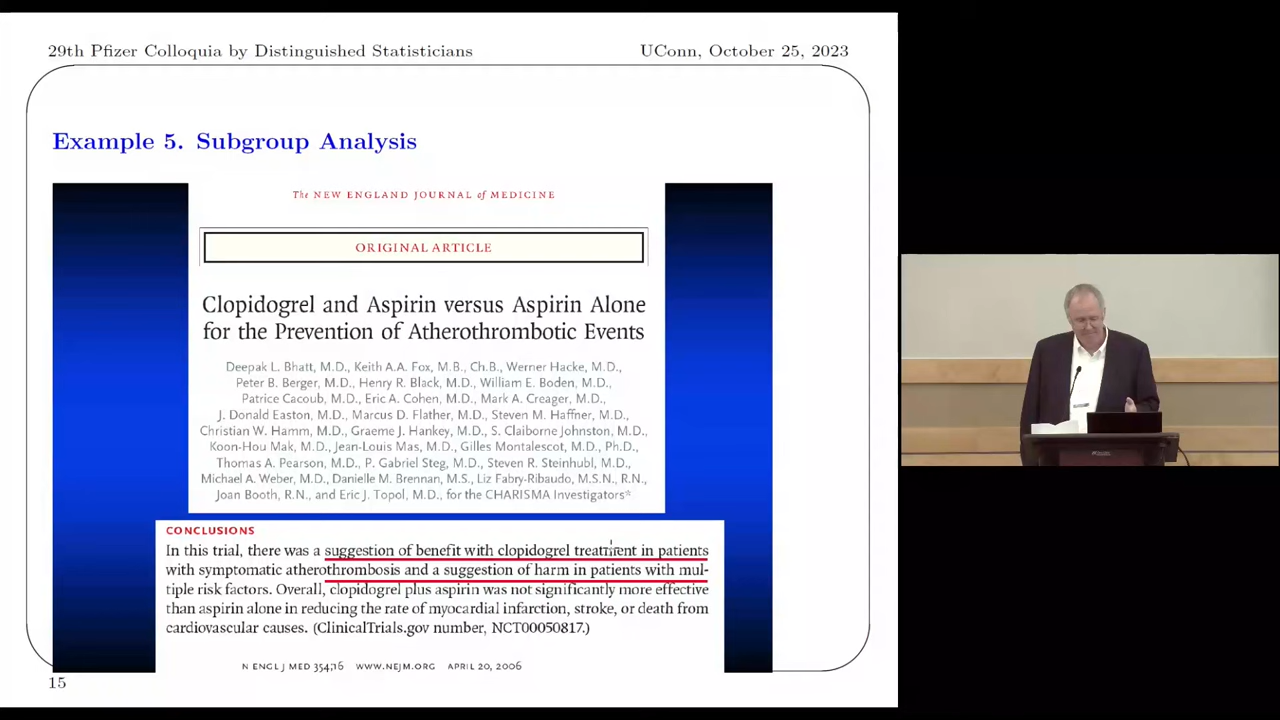 29th Pfizer Colloquia by Distinguished Statisticians
UConn, October 25, 2023
Example 5. Subgroup Analysis
The NEW ENGLAND JOURNAL of MEDICINE
ORIGINAL ARTICLE
Clopidogrel and Aspirin versus Aspirin Alone
for the Prevention of Atherothrombotic Events
Deepak L. Bhatt, M.D., Keith A.A. Fox, M.B., Ch.B., Werner Hacke, M.D.,
Peter B. Berger, M.D., Henry R. Black, M.D., William E. Boden, M.D.,
Patrice Cacoub, M.D., Eric A. Cohen, M.D., Mark A. Creager, M.D.,
J. Donald Easton, M.D., Marcus D. Flather, M.D., Steven M. Haffner, M.D.,
Christian W. Hamm, M.D., Graeme J. Hankey, M.D., S. Claiborne Johnston, M.D.,
Koon-Hou Mak, M.D., Jean-Louis Mas, M.D., Gilles Montalescot, M.D., Ph.D.,
Thomas A. Pearson, M.D., P. Gabriel Steg, M.D., Steven R. Steinhubl, M.D.,
Michael A. Weber, M.D., Danielle M. Brennan, M.S., Liz Fabry-Ribaudo, M.S.N., R.N.,
Joan Booth, R.N., and Eric J. Topol, M.D., for the CHARISMA Investigators*
CONCLUSIONS
In this trial, there was a suggestion of benefit with clopidogrel treatment in patients
with symptomatic atherothrombosis and a suggestion of harm in patients with mul-
tiple risk factors. Overall, clopidogrel plus aspirin was not significantly more effective
than aspirin alone in reducing the rate of myocardial infarction, stroke, or death from
cardiovascular causes. (ClinicalTrials.gov number, NCT00050817.)
N ENGL J MED 354;16 WWW.NEJM.ORG APRIL 20, 2006
15